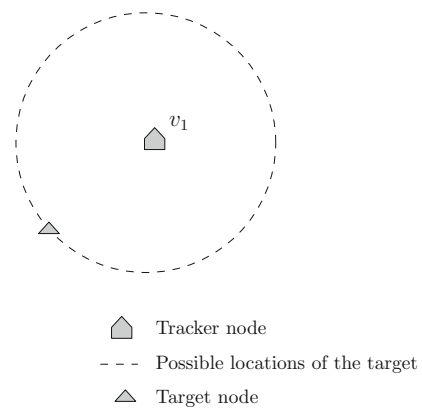 v₁
Tracker node
Possible locations of the target
Target node